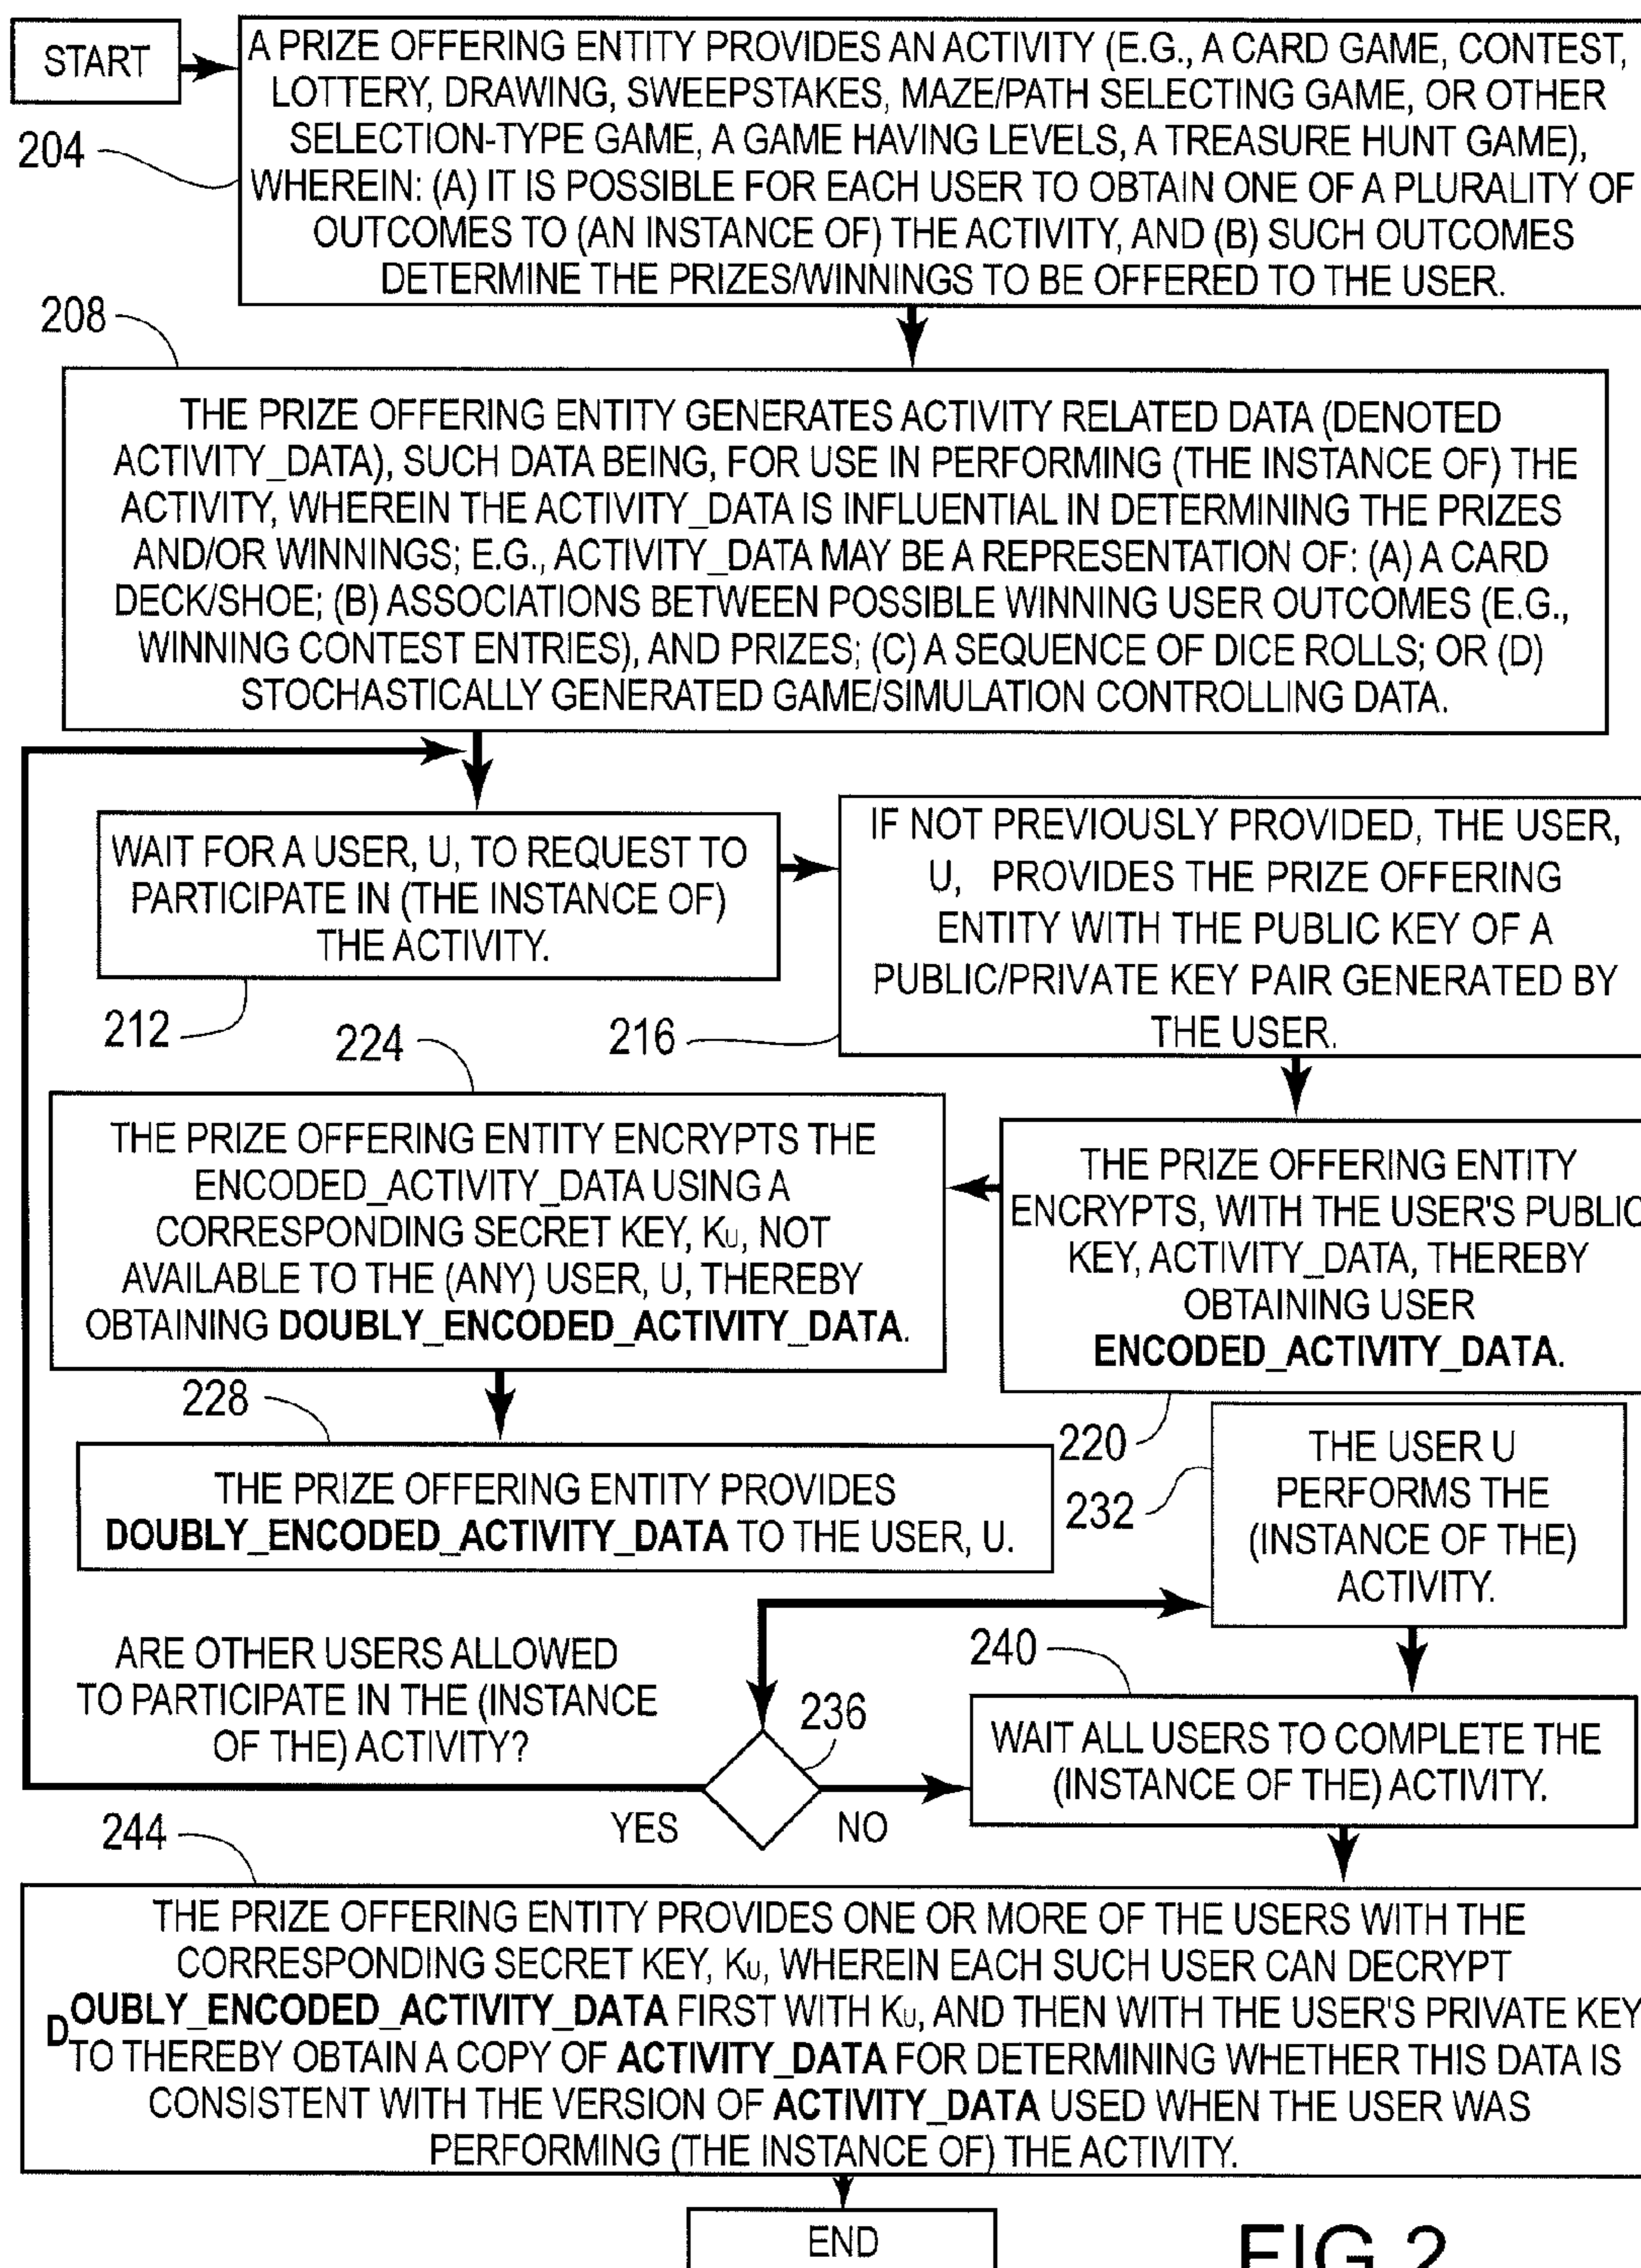 START
A PRIZE OFFERING ENTITY PROVIDES AN ACTIVITY (E.G., A CARD GAME, CONTEST,
LOTTERY, DRAWING, SWEEPSTAKES, MAZE/PATH SELECTING GAME, OR OTHER
SELECTION-TYPE GAME, A GAME HAVING LEVELS, A TREASURE HUNT GAME),
WHEREIN: (A) IT IS POSSIBLE FOR EACH USER TO OBTAIN ONE OF A PLURALITY OF
OUTCOMES TO (AN INSTANCE OF) THE ACTIVITY, AND (B) SUCH OUTCOMES
DETERMINE THE PRIZES/WINNINGS TO BE OFFERED TO THE USER.
204
208
THE PRIZE OFFERING ENTITY GENERATES ACTIVITY RELATED DATA (DENOTED
ACTIVITY_DATA), SUCH DATA BEING, FOR USE IN PERFORMING (THE INSTANCE OF) THE
ACTIVITY, WHEREIN THE ACTIVITY_DATA IS INFLUENTIAL IN DETERMINING THE PRIZES
AND/OR WINNINGS; E.G., ACTIVITY_DATA MAY BE A REPRESENTATION OF: (A) A CARD
DECK/SHOE; (B) ASSOCIATIONS BETWEEN POSSIBLE WINNING USER OUTCOMES (E.G.,
WINNING CONTEST ENTRIES), AND PRIZES; (C) A SEQUENCE OF DICE ROLLS; OR (D)
STOCHASTICALLY GENERATED GAME/SIMULATION CONTROLLING DATA.
WAIT FOR A USER, U, TO REQUEST TO
PARTICIPATE IN (THE INSTANCE OF)
THE ACTIVITY.
212
IF NOT PREVIOUSLY PROVIDED, THE USER,
U, PROVIDES THE PRIZE OFFERING
ENTITY WITH THE PUBLIC KEY OF A
PUBLIC/PRIVATE KEY PAIR GENERATED BY
THE USER.
216
224
THE PRIZE OFFERING ENTITY
ENCRYPTS, WITH THE USER'S PUBLIC
KEY, ACTIVITY_DATA, THEREBY
OBTAINING USER
ENCODED_ACTIVITY_DATA.
220
THE PRIZE OFFERING ENTITY ENCRYPTS THE
ENCODED_ACTIVITY_DATA USING A
CORRESPONDING SECRET KEY, KU, NOT
AVAILABLE TO THE (ANY) USER, U, THEREBY
OBTAINING DOUBLY_ENCODED_ACTIVITY_DATA.
228
THE PRIZE OFFERING ENTITY PROVIDES
DOUBLY_ENCODED_ACTIVITY_DATA TO THE USER, U.
232
THE USER U
PERFORMS THE
(INSTANCE OF THE)
ACTIVITY.
ARE OTHER USERS ALLOWED
TO PARTICIPATE IN THE (INSTANCE
OF THE) ACTIVITY?
236
YES
NO
240
WAIT ALL USERS TO COMPLETE THE
(INSTANCE OF THE) ACTIVITY.
244
THE PRIZE OFFERING ENTITY PROVIDES ONE OR MORE OF THE USERS WITH THE
CORRESPONDING SECRET KEY, KU, WHEREIN EACH SUCH USER CAN DECRYPT
DOUBLY_ENCODED_ACTIVITY_DATA FIRST WITH KU, AND THEN WITH THE USER'S PRIVATE KEY
TO THEREBY OBTAIN A COPY OF ACTIVITY_DATA FOR DETERMINING WHETHER THIS DATA IS
CONSISTENT WITH THE VERSION OF ACTIVITY_DATA USED WHEN THE USER WAS
PERFORMING (THE INSTANCE OF) THE ACTIVITY.
END
FIG.2